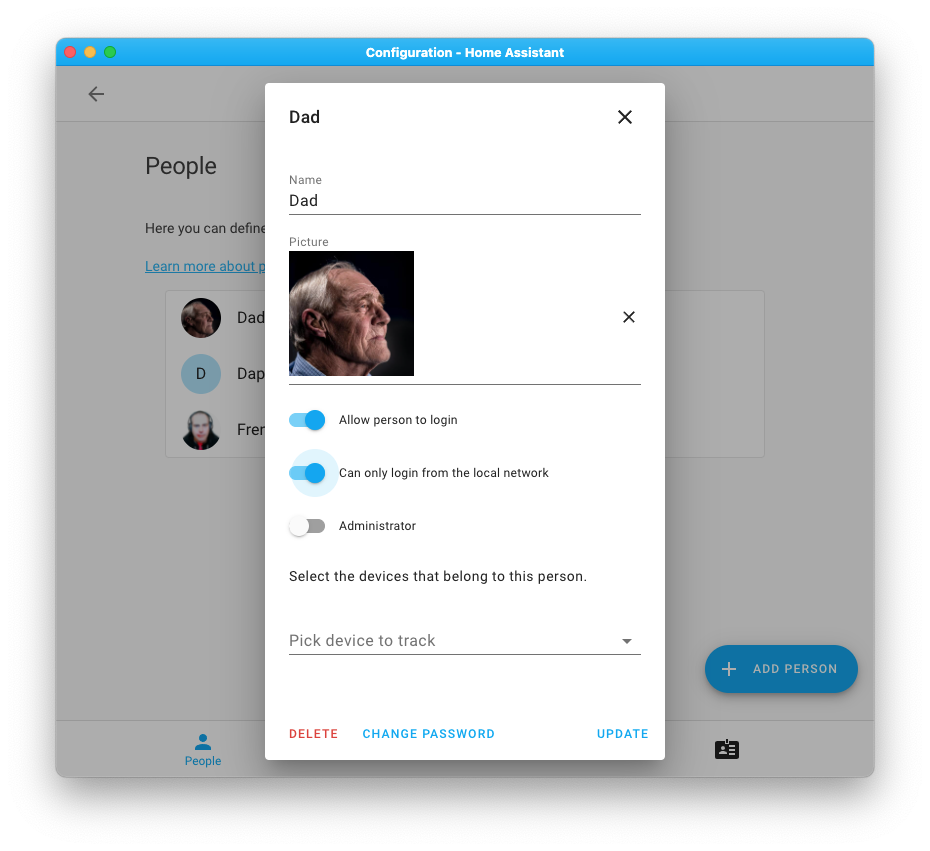 Configuration - Home Assistant
Dad
People
Name
Dad
Here you can define
Picture
Learn more about p
Dad
D
Dap
Fren
Allow person to login
Can only login from the local network
Administrator
Select the devices that belong to this person.
Pick device to track
ADD PERSON
DELETE
CHANGE PASSWORD
UPDATE
People